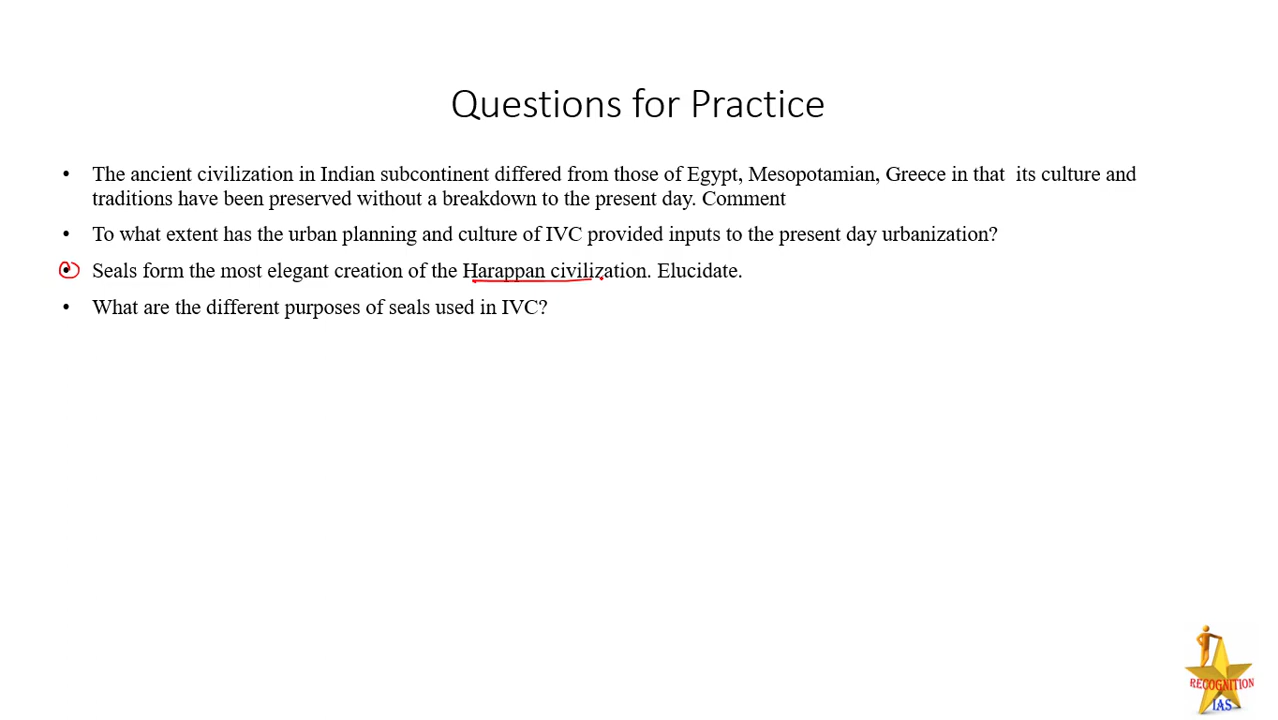 Questions for Practice
• The ancient civilization in Indian subcontinent differed from those of Egypt, Mesopotamian, Greece in that its culture and
traditions have been preserved without a breakdown to the present day. Comment
• To what extent has the urban planning and culture of IVC provided inputs to the present day urbanization?
• Seals form the most elegant creation of the Harappan civilization. Elucidate.
• What are the different purposes of seals used in IVC?
RECOGNITION
IAS